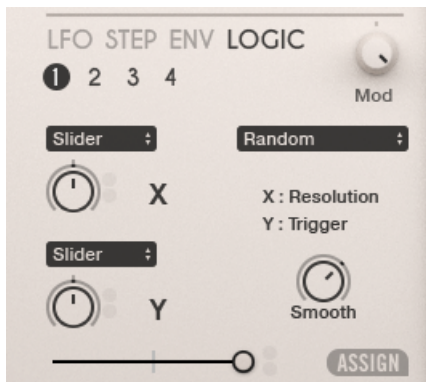 LFO STEP ENV LOGIC
1 2 3 4
Mod
Slider
Random
X
X : Resolution
Y : Trigger
Slider
Y
Smooth
ASSIGN